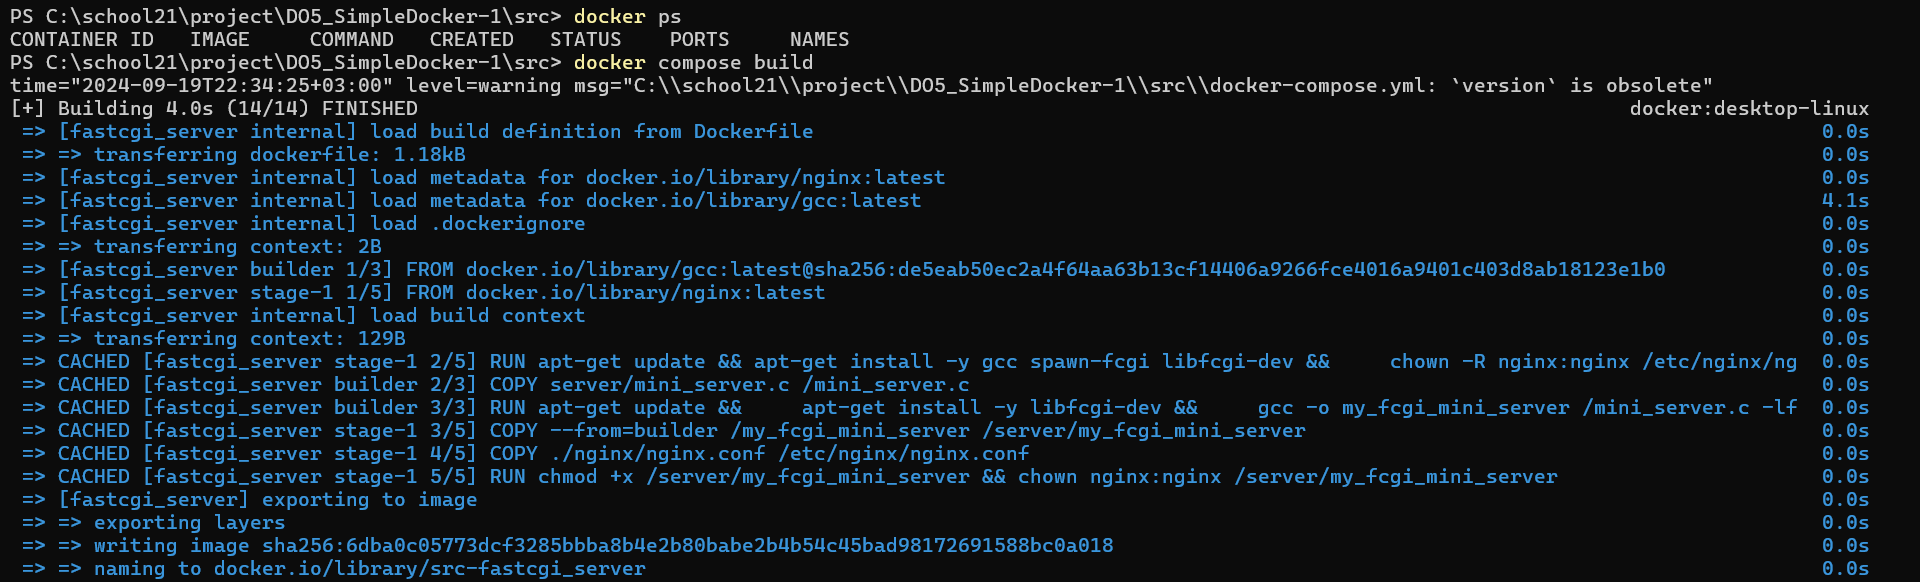 PS C:\school21\project\DO5_SimpleDocker-1\src> docker ps
CONTAINER ID   IMAGE     COMMAND   CREATED   STATUS    PORTS     NAMES
PS C:\school21\project\DO5_SimpleDocker-1\src> docker compose build
time="2024-09-19T22:34:25+03:00" level=warning msg="C:\\school21\\project\\DO5_SimpleDocker-1\\src\\docker-compose.yml: `version` is obsolete"
[+] Building 4.0s (14/14) FINISHED                                                                                                     docker:desktop-linux
 => [fastcgi_server internal] load build definition from Dockerfile 0.0s
 => => transferring dockerfile: 1.18kB 0.0s
 => [fastcgi_server internal] load metadata for docker.io/library/nginx:latest 0.0s
 => [fastcgi_server internal] load metadata for docker.io/library/gcc:latest 4.1s
 => [fastcgi_server internal] load .dockerignore 0.0s
 => => transferring context: 2B 0.0s
 => [fastcgi_server builder 1/3] FROM docker.io/library/gcc:latest@sha256:de5eab50ec2a4f64aa63b13cf14406a9266fce4016a9401c403d8ab18123e1b0 0.0s
 => [fastcgi_server stage-1 1/5] FROM docker.io/library/nginx:latest 0.0s
 => [fastcgi_server internal] load build context 0.0s
 => => transferring context: 129B 0.0s
 => CACHED [fastcgi_server stage-1 2/5] RUN apt-get update && apt-get install -y gcc spawn-fcgi libfcgi-dev &&     chown -R nginx:nginx /etc/nginx/ng 0.0s
 => CACHED [fastcgi_server builder 2/3] COPY server/mini_server.c /mini_server.c 0.0s
 => CACHED [fastcgi_server builder 3/3] RUN apt-get update &&     apt-get install -y libfcgi-dev &&     gcc -o my_fcgi_mini_server /mini_server.c -lf 0.0s
 => CACHED [fastcgi_server stage-1 3/5] COPY --from=builder /my_fcgi_mini_server /server/my_fcgi_mini_server 0.0s
 => CACHED [fastcgi_server stage-1 4/5] COPY ./nginx/nginx.conf /etc/nginx/nginx.conf 0.0s
 => CACHED [fastcgi_server stage-1 5/5] RUN chmod +x /server/my_fcgi_mini_server && chown nginx:nginx /server/my_fcgi_mini_server 0.0s
 => [fastcgi_server] exporting to image 0.0s
 => => exporting layers 0.0s
 => => writing image sha256:6dba0c05773dcf3285bbba8b4e2b80babe2b4b54c45bad98172691588bc0a018 0.0s
 => => naming to docker.io/library/src-fastcgi_server 0.0s